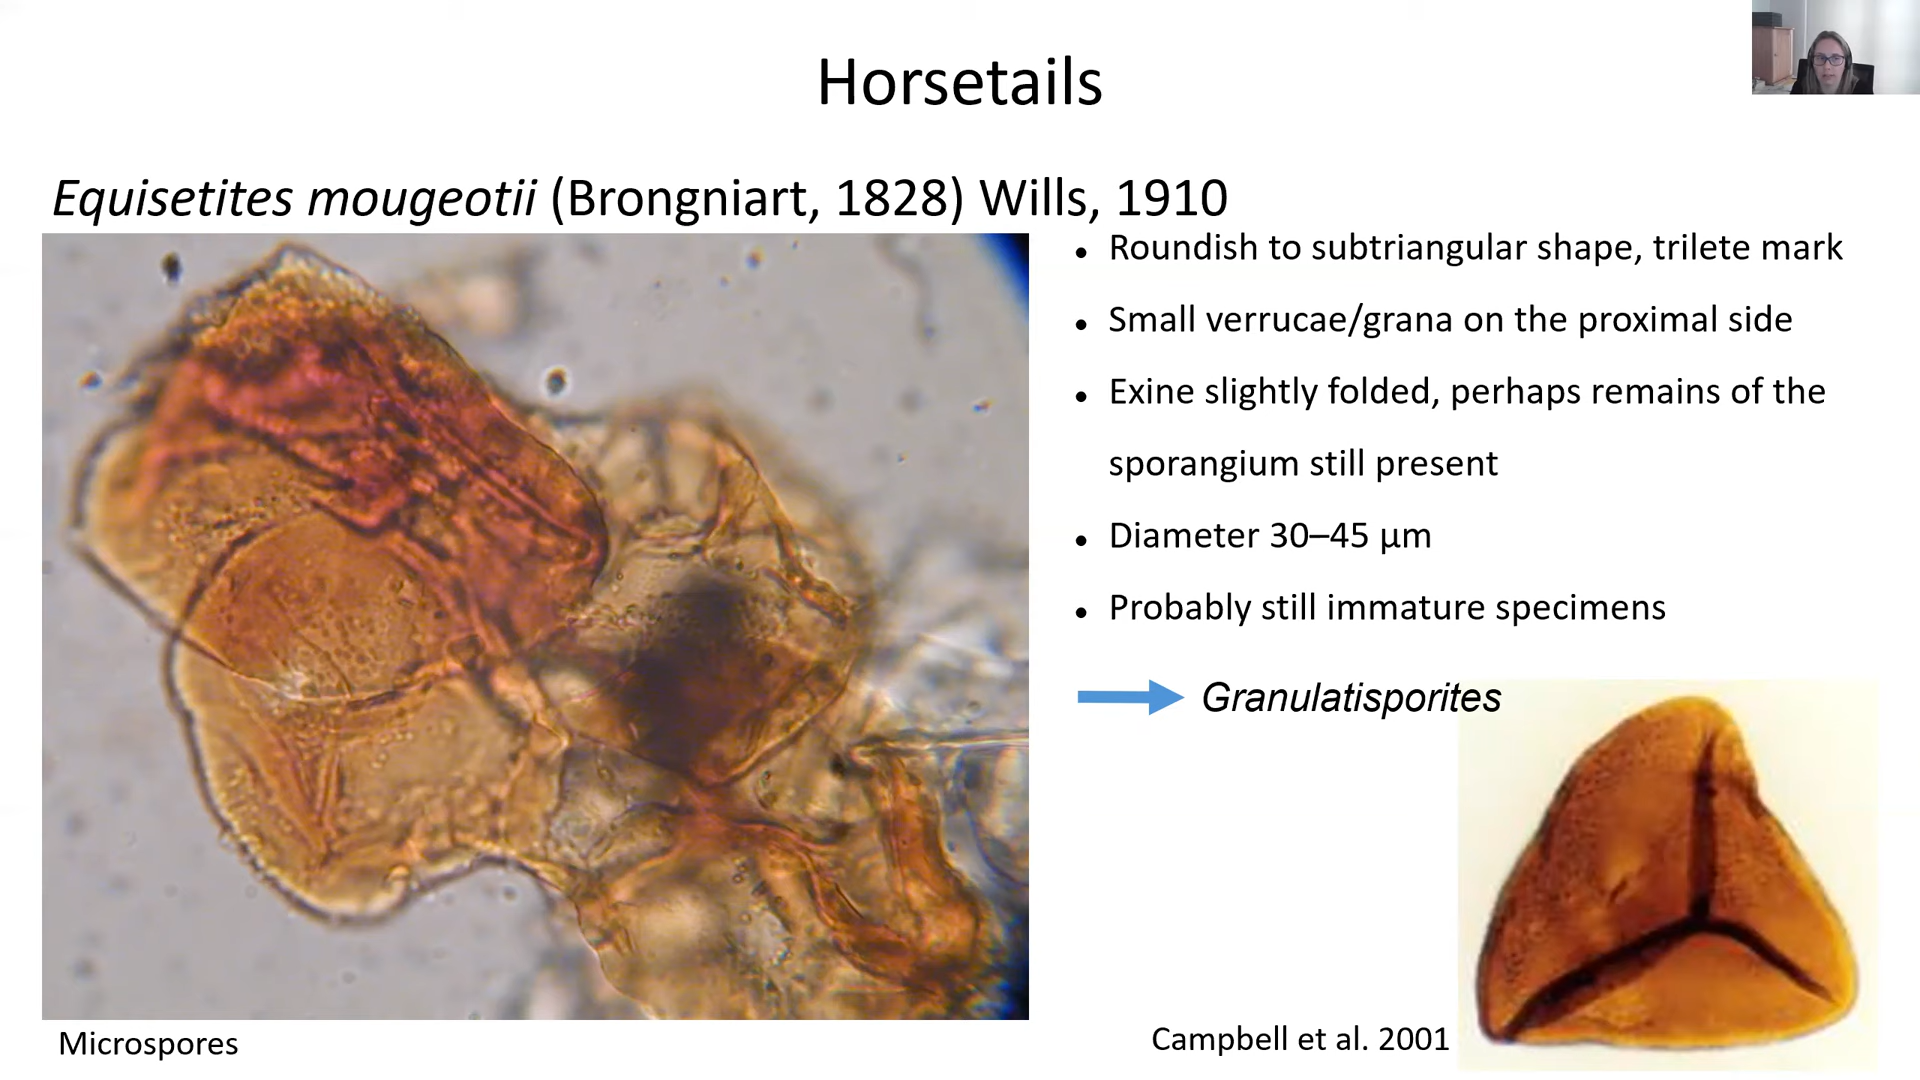 Horsetails
Equisetites mougeotii (Brongniart, 1828) Wills, 1910
• Roundish to subtriangular shape, trilete mark
• Small verrucae/grana on the proximal side
• Exine slightly folded, perhaps remains of the
sporangium still present
• Diameter 30–45 µm
• Probably still immature specimens
Granulatisporites
Microspores
Campbell et al. 2001